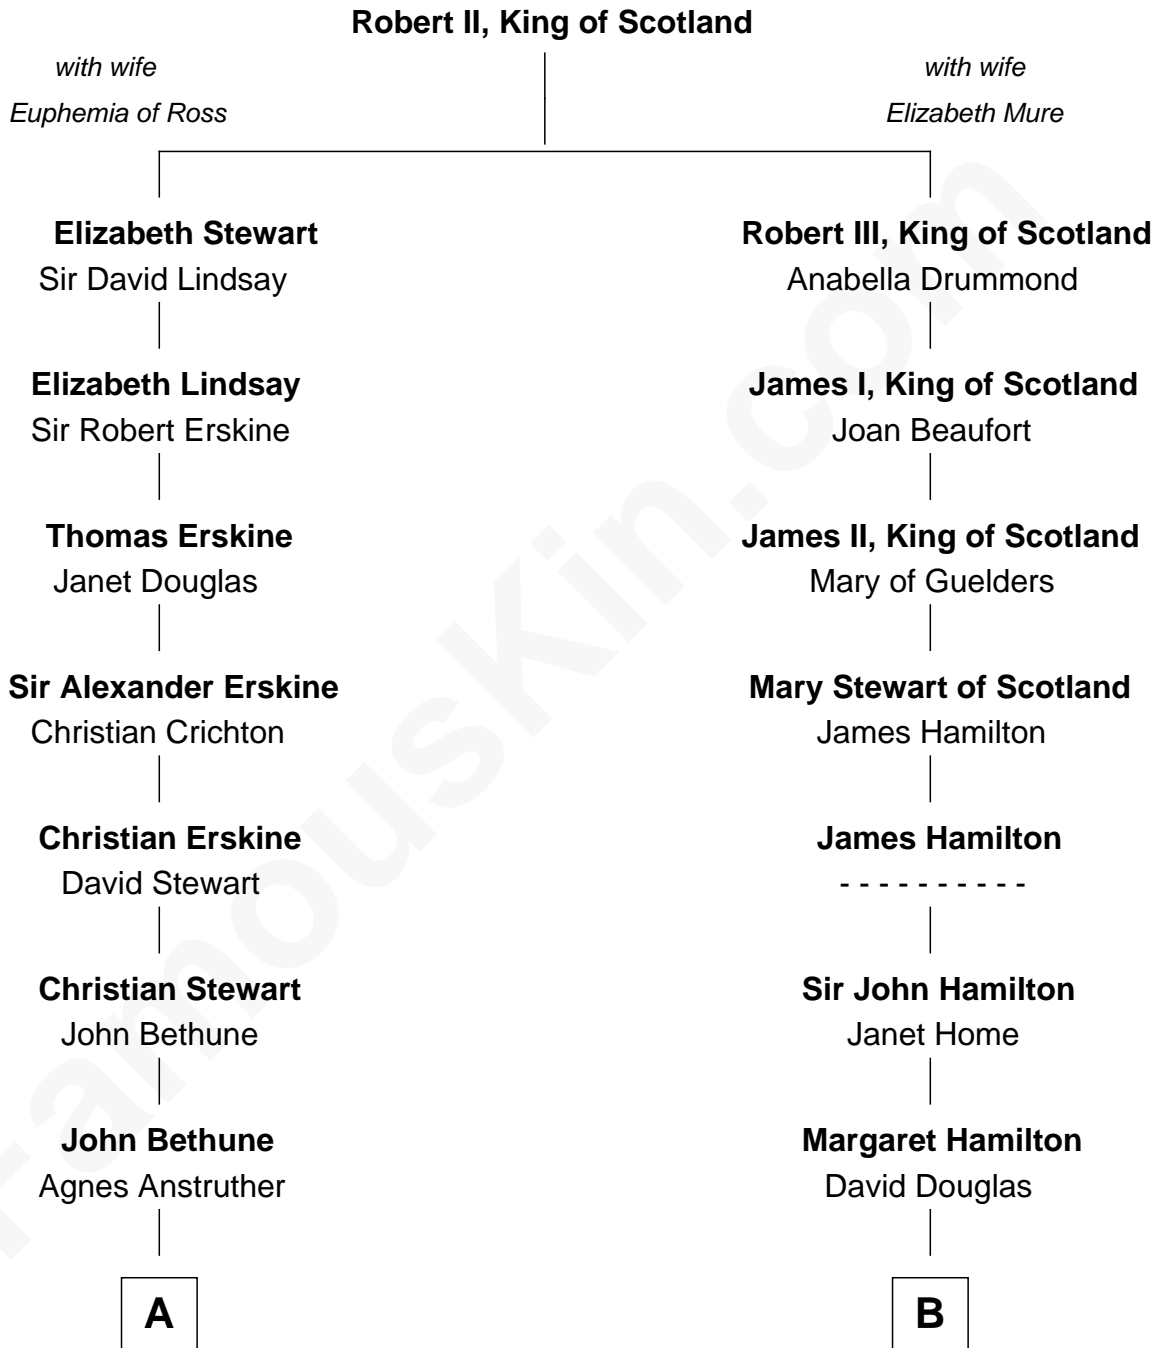 Robert II, King of Scotland
with wife
Euphemia of Ross
with wife
Elizabeth Mure
Elizabeth Stewart
Sir David Lindsay
Robert III, King of Scotland
Anabella Drummond
Elizabeth Lindsay
Sir Robert Erskine
James I, King of Scotland
Joan Beaufort
Thomas Erskine
Janet Douglas
James II, King of Scotland
Mary of Guelders
Sir Alexander Erskine
Christian Crichton
Mary Stewart of Scotland
James Hamilton
Christian Erskine
David Stewart
James Hamilton
- - - - - - - - - -
Christian Stewart
John Bethune
Sir John Hamilton
Janet Home
John Bethune
Agnes Anstruther
Margaret Hamilton
David Douglas
A
B
FamousKin.com